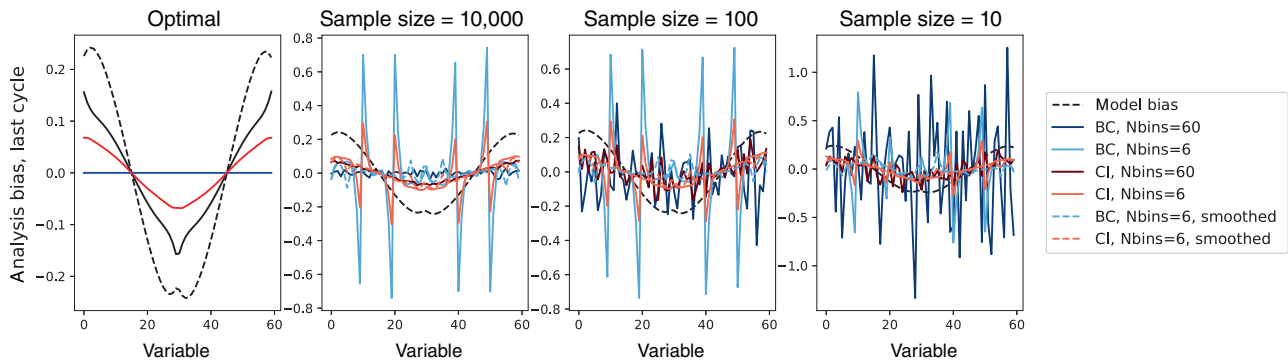 Optimal
Sample size = 10,000
Sample size = 100
Sample size = 10
Analysis bias, last cycle
0.2
0.1
0.0
−0.1
−0.2
0.8
0.6
0.4
0.2
0.0
−0.2
−0.4
−0.6
−0.8
0.6
0.4
0.2
0.0
−0.2
−0.4
−0.6
−0.8
1.0
0.5
0.0
−0.5
−1.0
0 20 40 60
0 20 40 60
0 20 40 60
0 20 40 60
Variable
Variable
Variable
Variable
Model bias
BC, Nbins=60
BC, Nbins=6
CI, Nbins=60
CI, Nbins=6
BC, Nbins=6, smoothed
CI, Nbins=6, smoothed